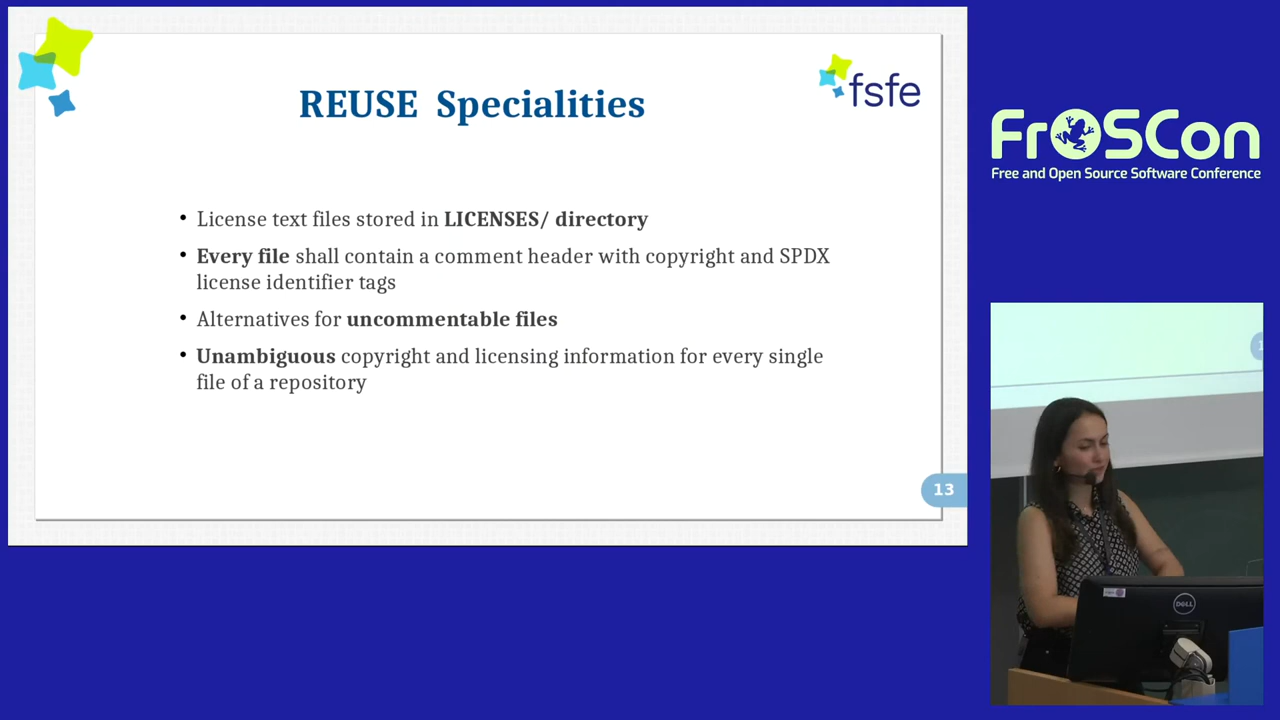 REUSE Specialities
fsfe
License text files stored in LICENSES/ directory
Every file shall contain a comment header with copyright and SPDX
license identifier tags
Alternatives for uncommentable files
Unambiguous copyright and licensing information for every single
file of a repository
13
FrOSCon
Free and Open Source Software Conference
DELL